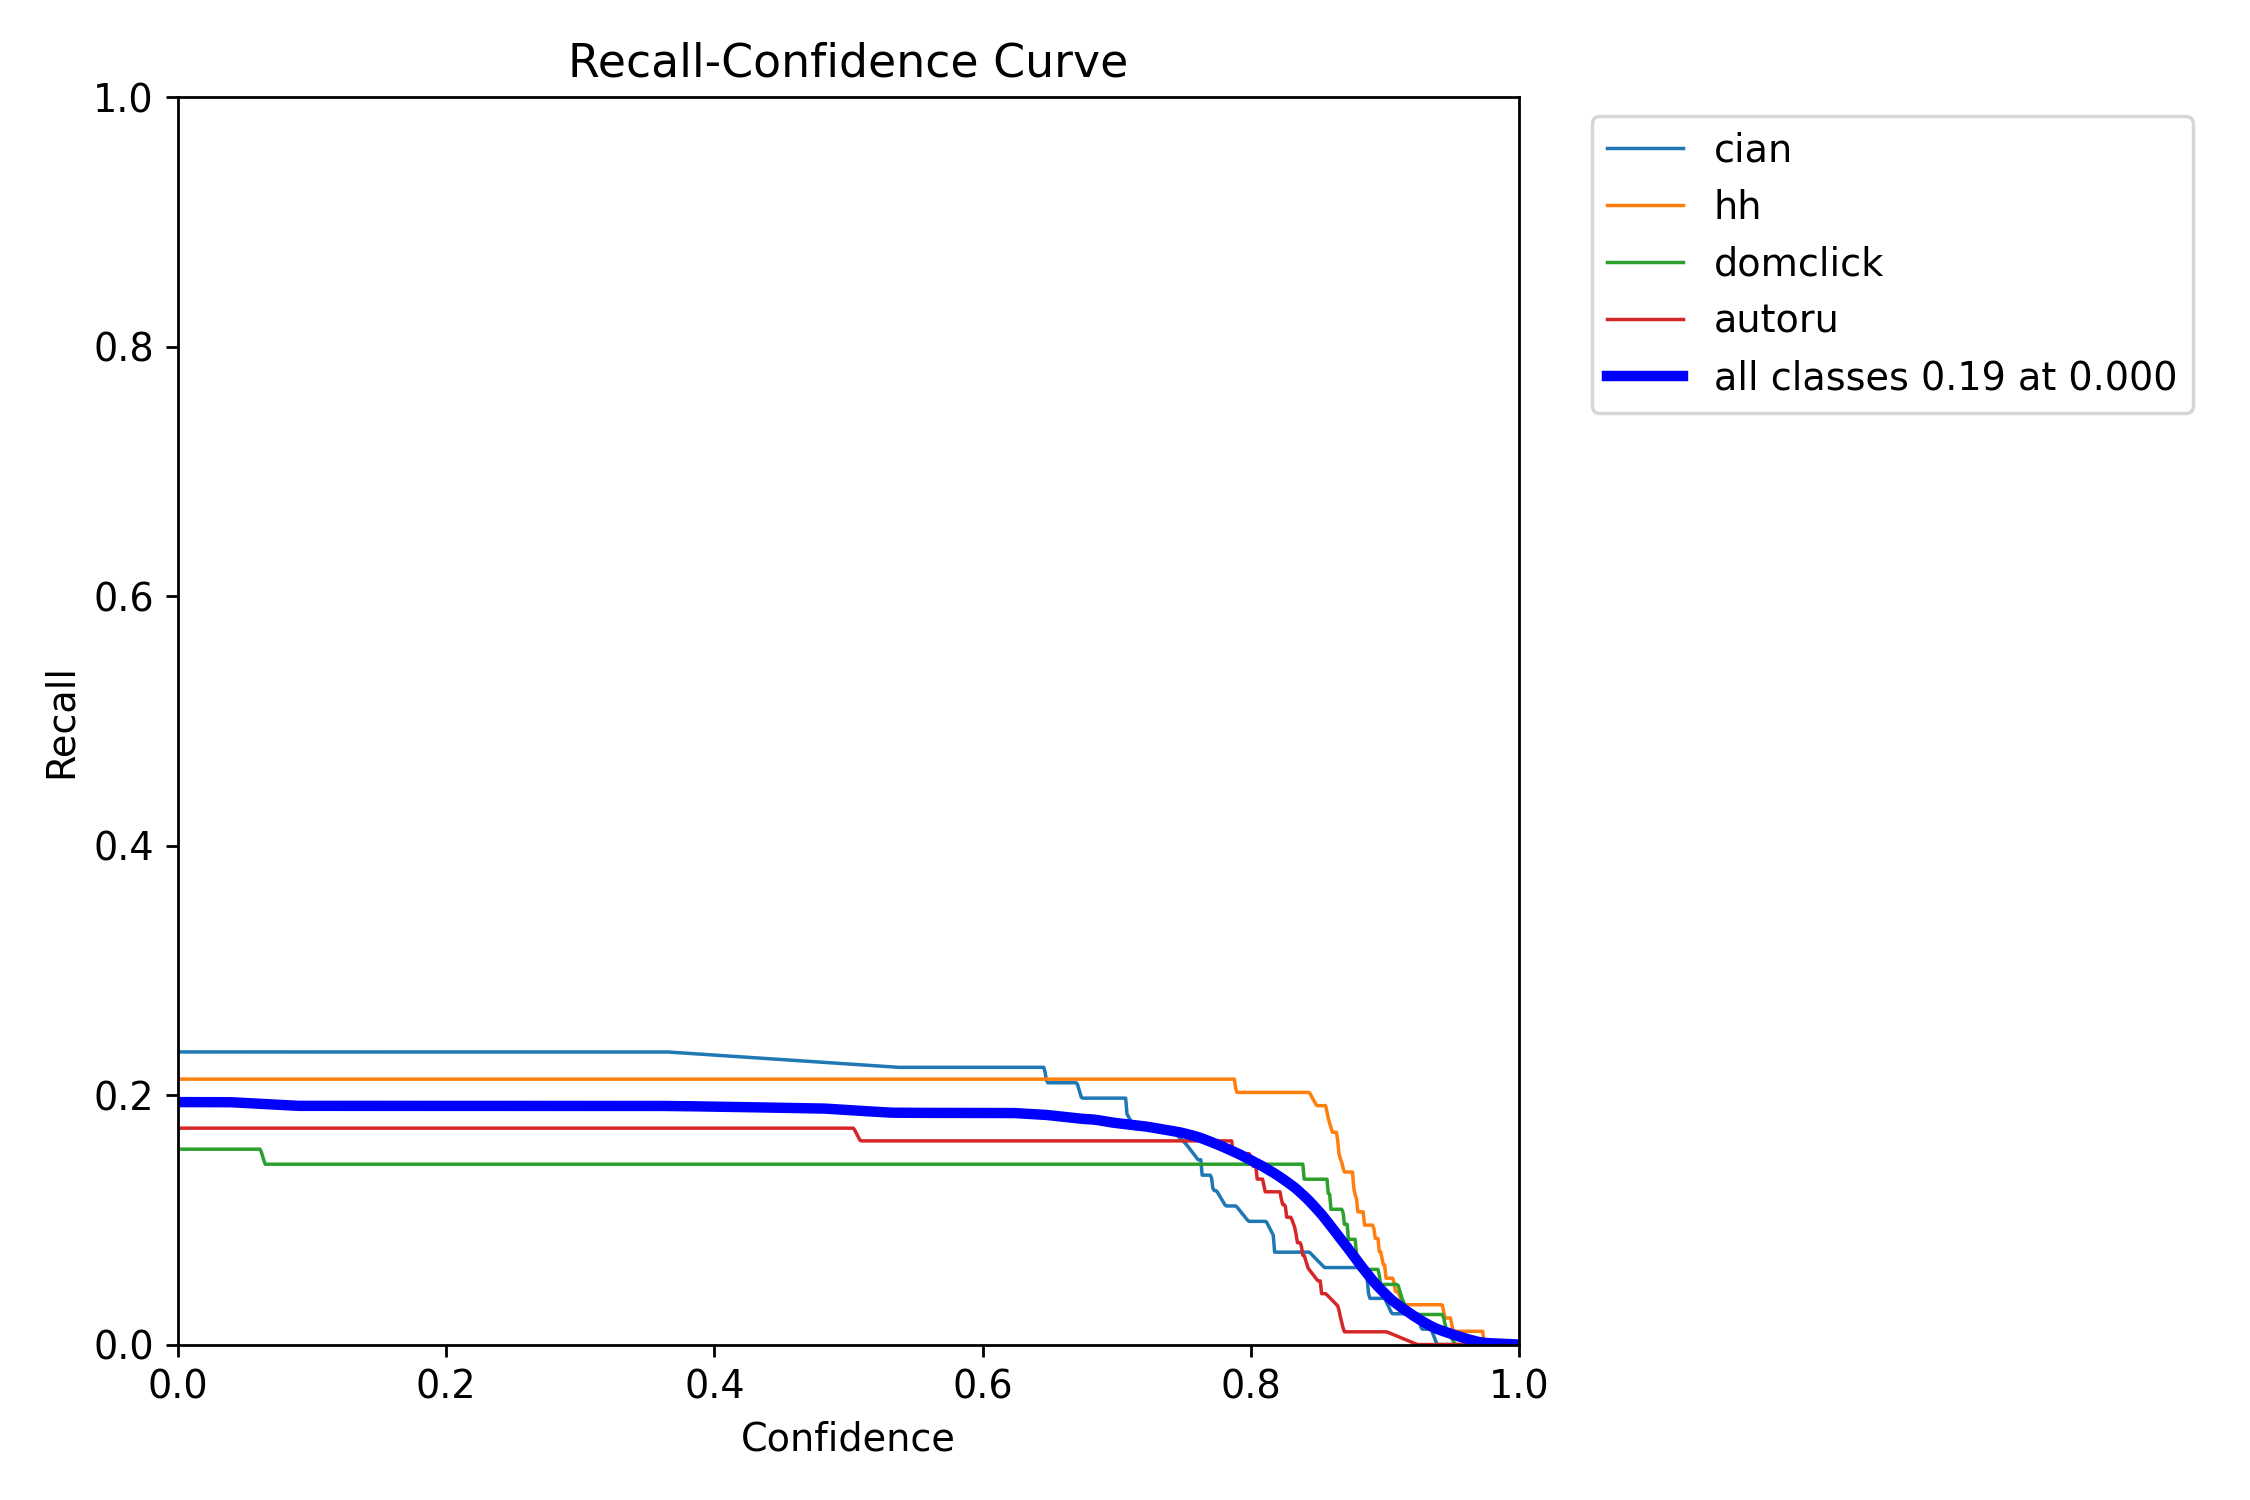 Recall-Confidence Curve
1.0
0.8
0.6
0.4
0.2
0.0
Recall
0.0 0.2 0.4 0.6 0.8 1.0
Confidence
cian
hh
domclick
autoru
all classes 0.19 at 0.000